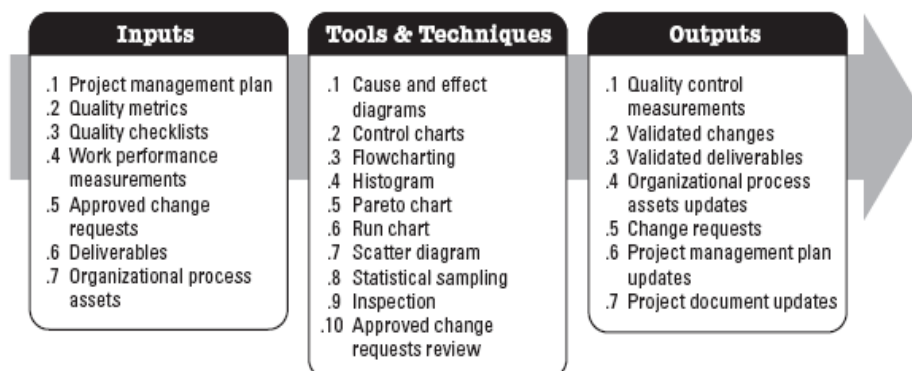 Inputs
.1 Project management plan
.2 Quality metrics
.3 Quality checklists
.4 Work performance
measurements
.5 Approved change
requests
.6 Deliverables
.7 Organizational process
assets
Tools & Techniques
.1 Cause and effect
diagrams
.2 Control charts
.3 Flowcharting
.4 Histogram
.5 Pareto chart
.6 Run chart
.7 Scatter diagram
.8 Statistical sampling
.9 Inspection
.10 Approved change
requests review
Outputs
.1 Quality control
measurements
.2 Validated changes
.3 Validated deliverables
.4 Organizational process
assets updates
.5 Change requests
.6 Project management plan
updates
.7 Project document updates